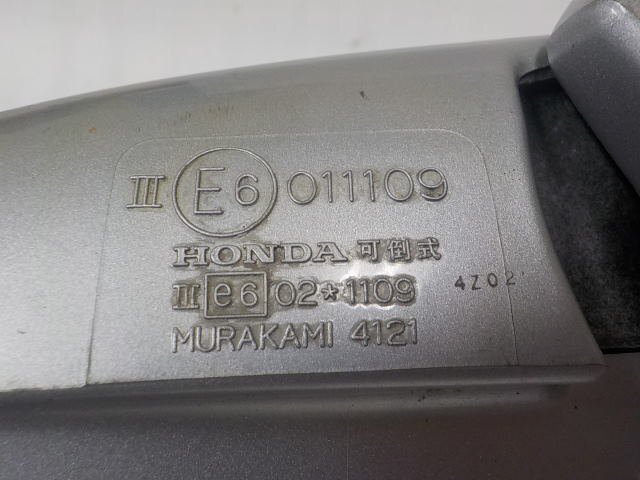 III E6 011109
HONDA 可倒式
III e6 02*1109
4Z02
MURAKAMI 4121